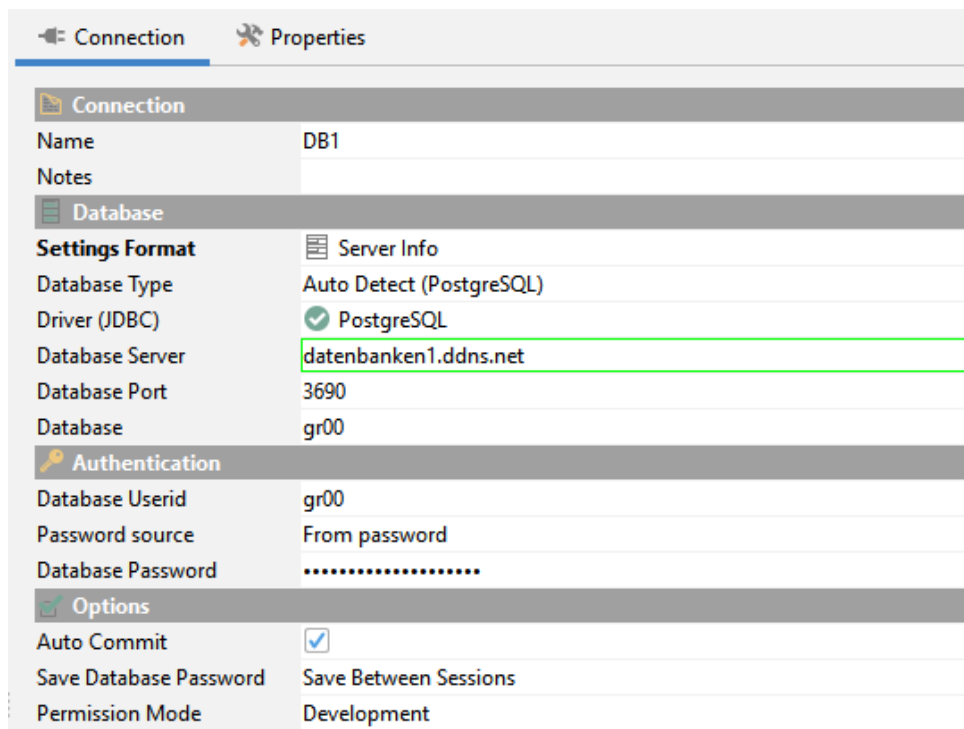 Connection Properties
Connection
Name DB1
Notes
Database
Settings Format Server Info
Database Type Auto Detect (PostgreSQL)
Driver (JDBC) PostgreSQL
Database Server datenbanken1.ddns.net
Database Port 3690
Database gr00
Authentication
Database Userid gr00
Password source From password
Database Password ••••••••••••••••••••
Options
Auto Commit
Save Database Password Save Between Sessions
Permission Mode Development